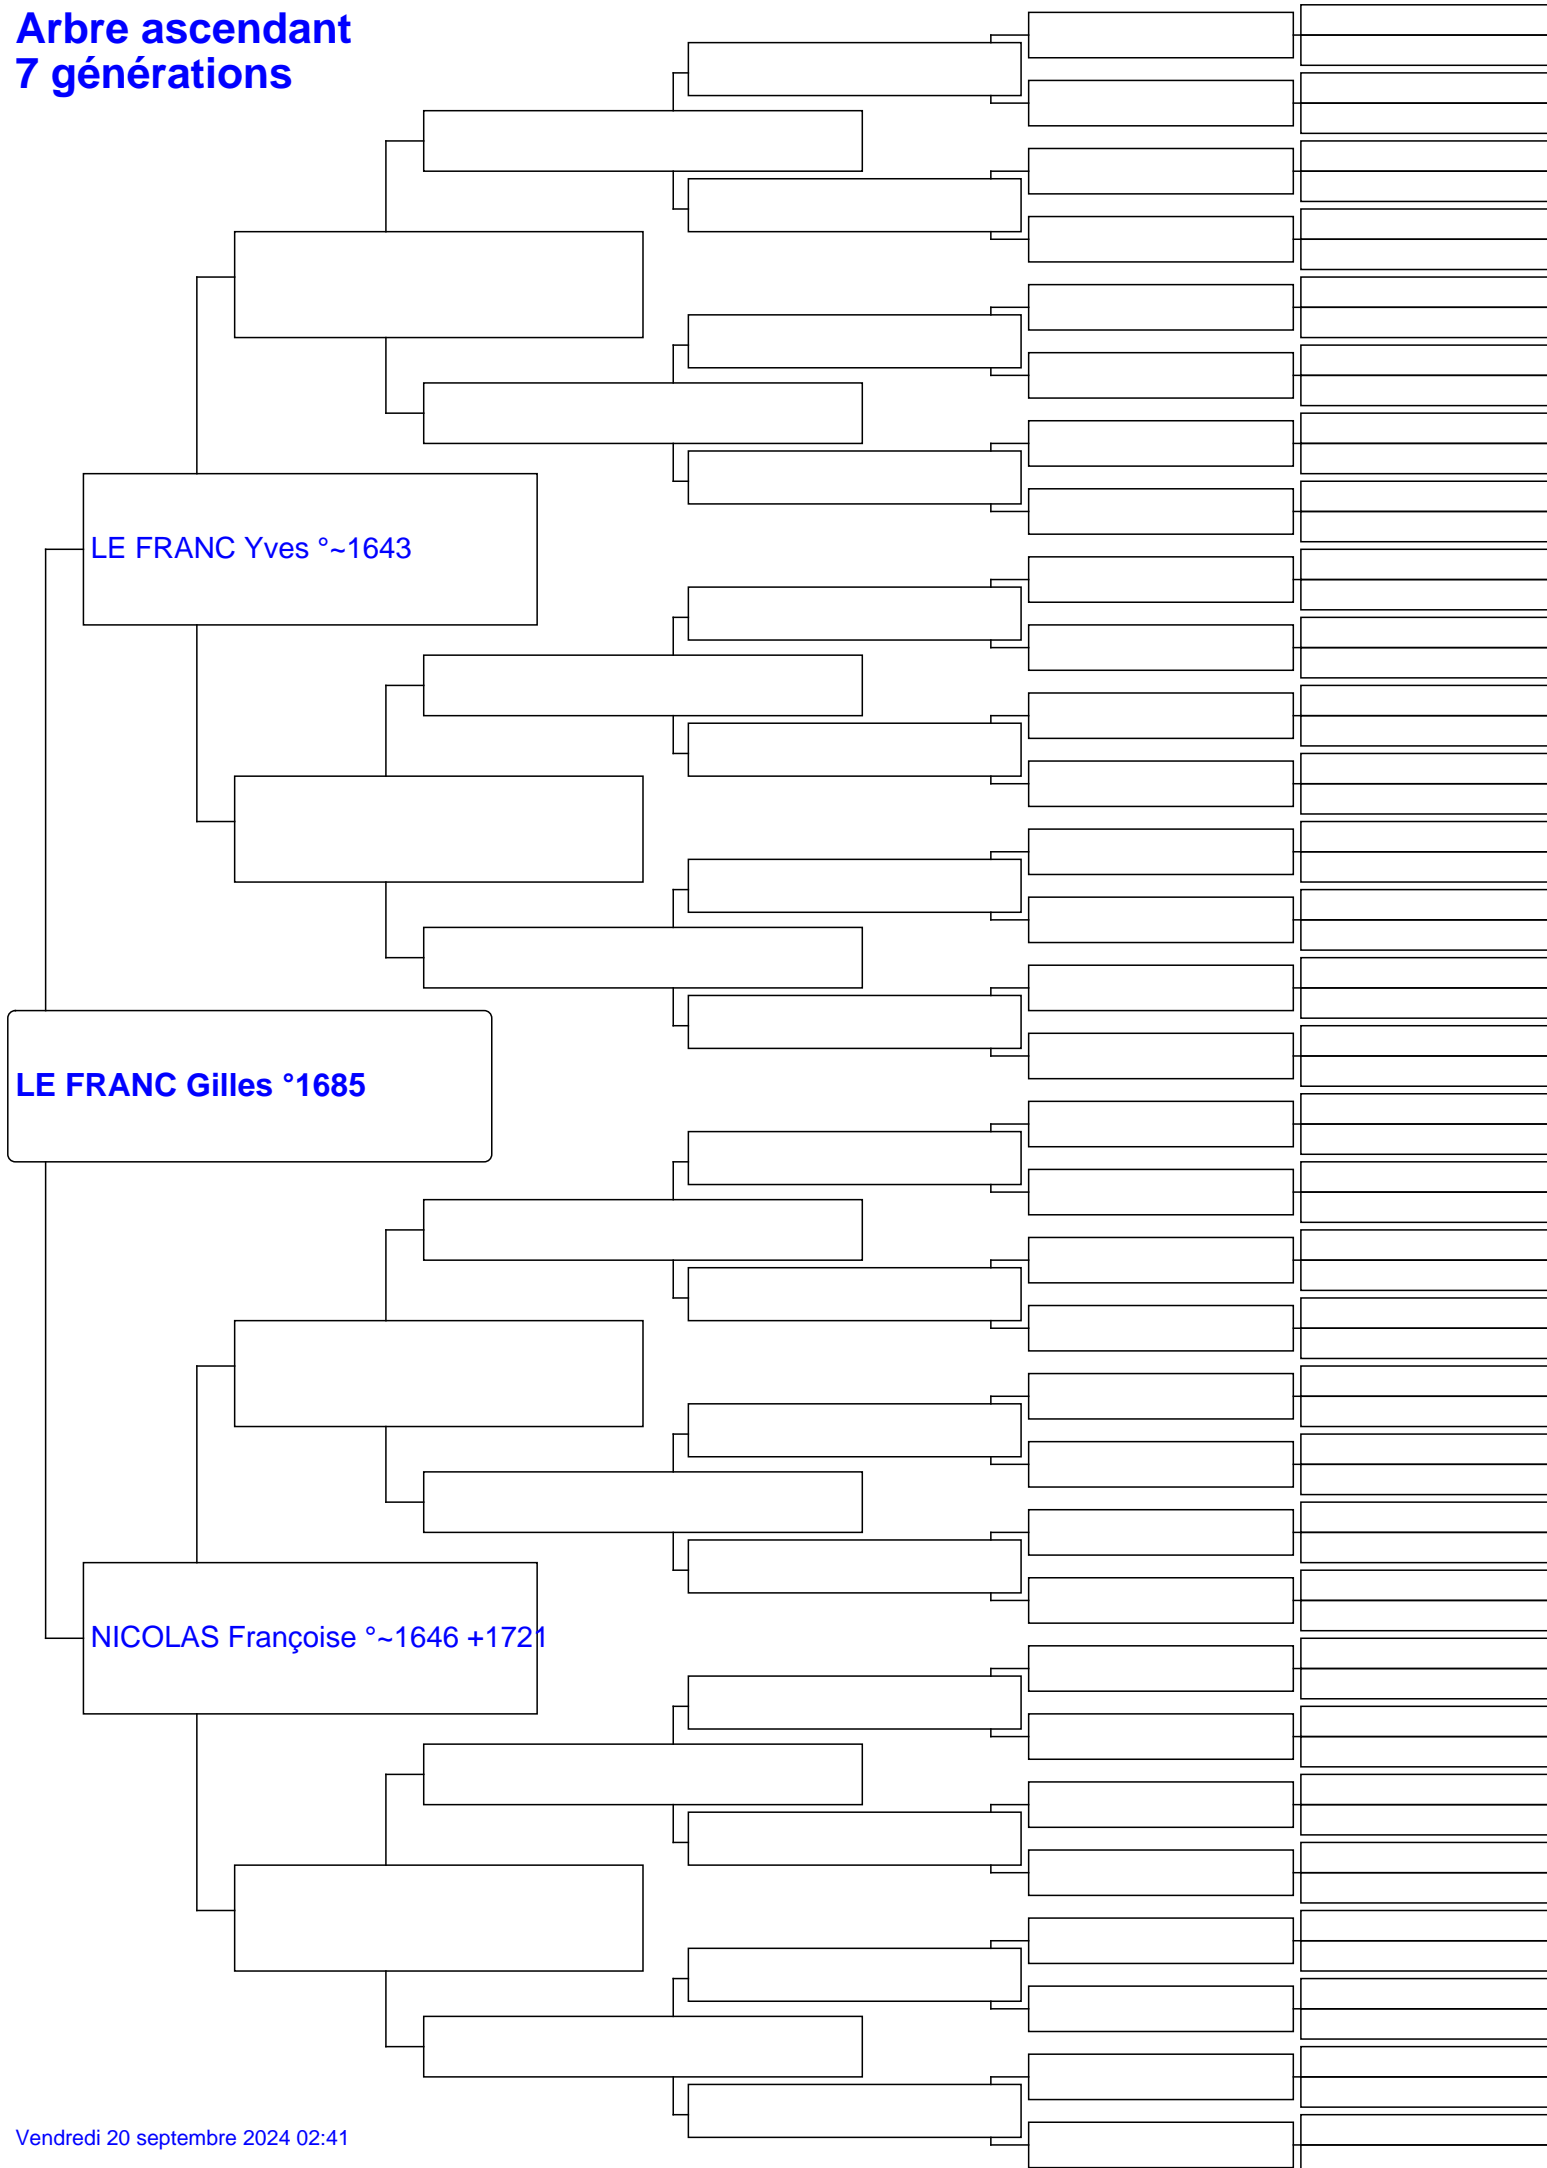 Arbre ascendant
7 générations
LE FRANC Yves °~1643
LE FRANC Gilles °1685
NICOLAS Françoise °~1646 +1721
Vendredi 20 septembre 2024 02:41